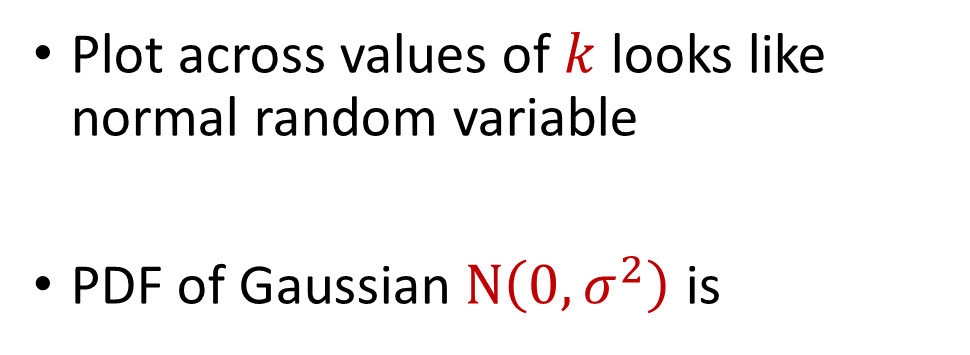 • Plot across values of k looks like
normal random variable
• PDF of Gaussian N(0, σ²) is